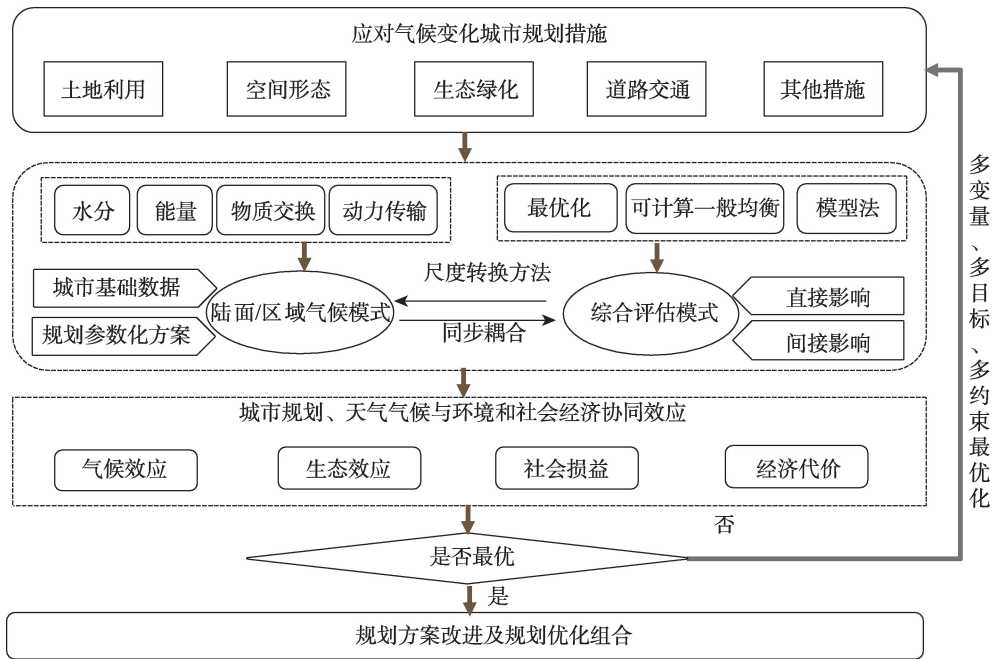 应对气候变化城市规划措施
土地利用
空间形态
生态绿化
道路交通
其他措施
水分
能量
物质交换
动力传输
最优化
可计算一般均衡
模型法
城市基础数据
规划参数化方案
陆面/区域气候模式
尺度转换方法
同步耦合
综合评估模式
直接影响
间接影响
城市规划、天气气候与环境和社会经济协同效应
气候效应
生态效应
社会损益
经济代价
是否最优
否
是
多变量、多目标、多约束最优化
规划方案改进及规划优化组合